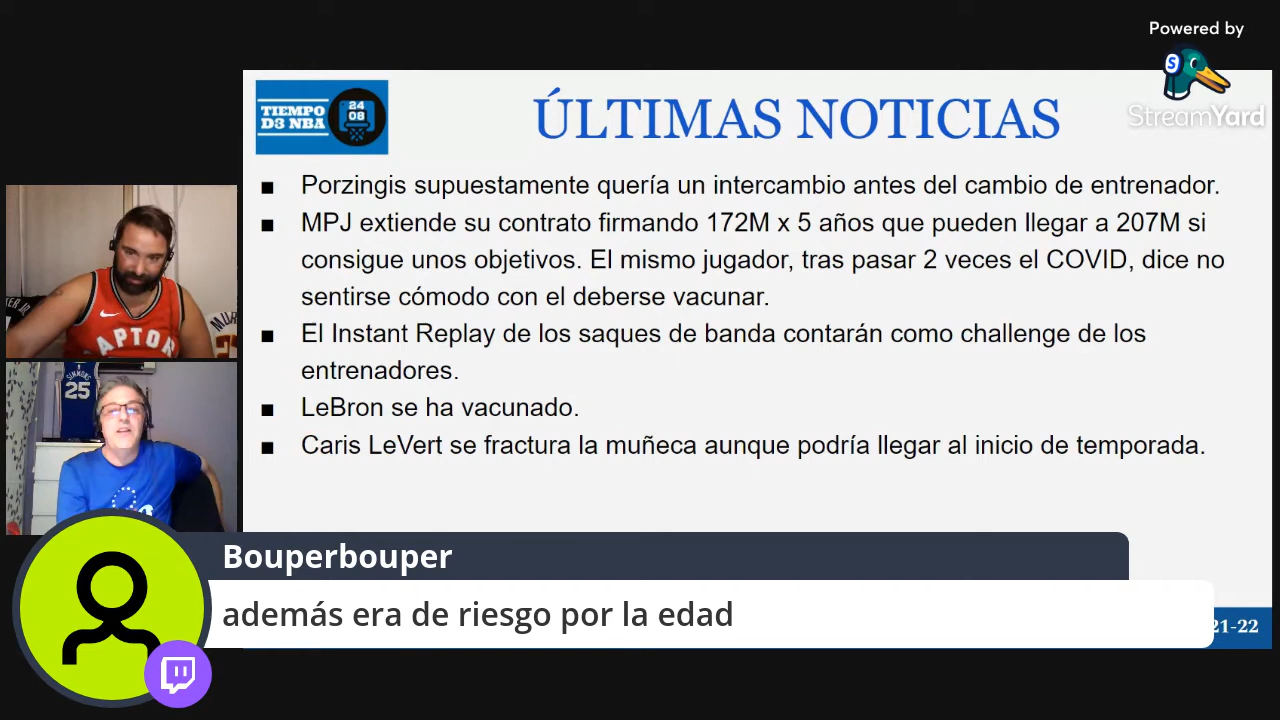 Powered by
StreamYard
TIEMPO
D3 NBA
24
08
ÚLTIMAS NOTICIAS
■ Porzingis supuestamente quería un intercambio antes del cambio de entrenador.
■ MPJ extiende su contrato firmando 172M x 5 años que pueden llegar a 207M si
consigue unos objetivos. El mismo jugador, tras pasar 2 veces el COVID, dice no
sentirse cómodo con el deberse vacunar.
■ El Instant Replay de los saques de banda contarán como challenge de los
entrenadores.
■ LeBron se ha vacunado.
■ Caris LeVert se fractura la muñeca aunque podría llegar al inicio de temporada.
APTOR
SIMMONS
25
Bouperbouper
además era de riesgo por la edad
21-22